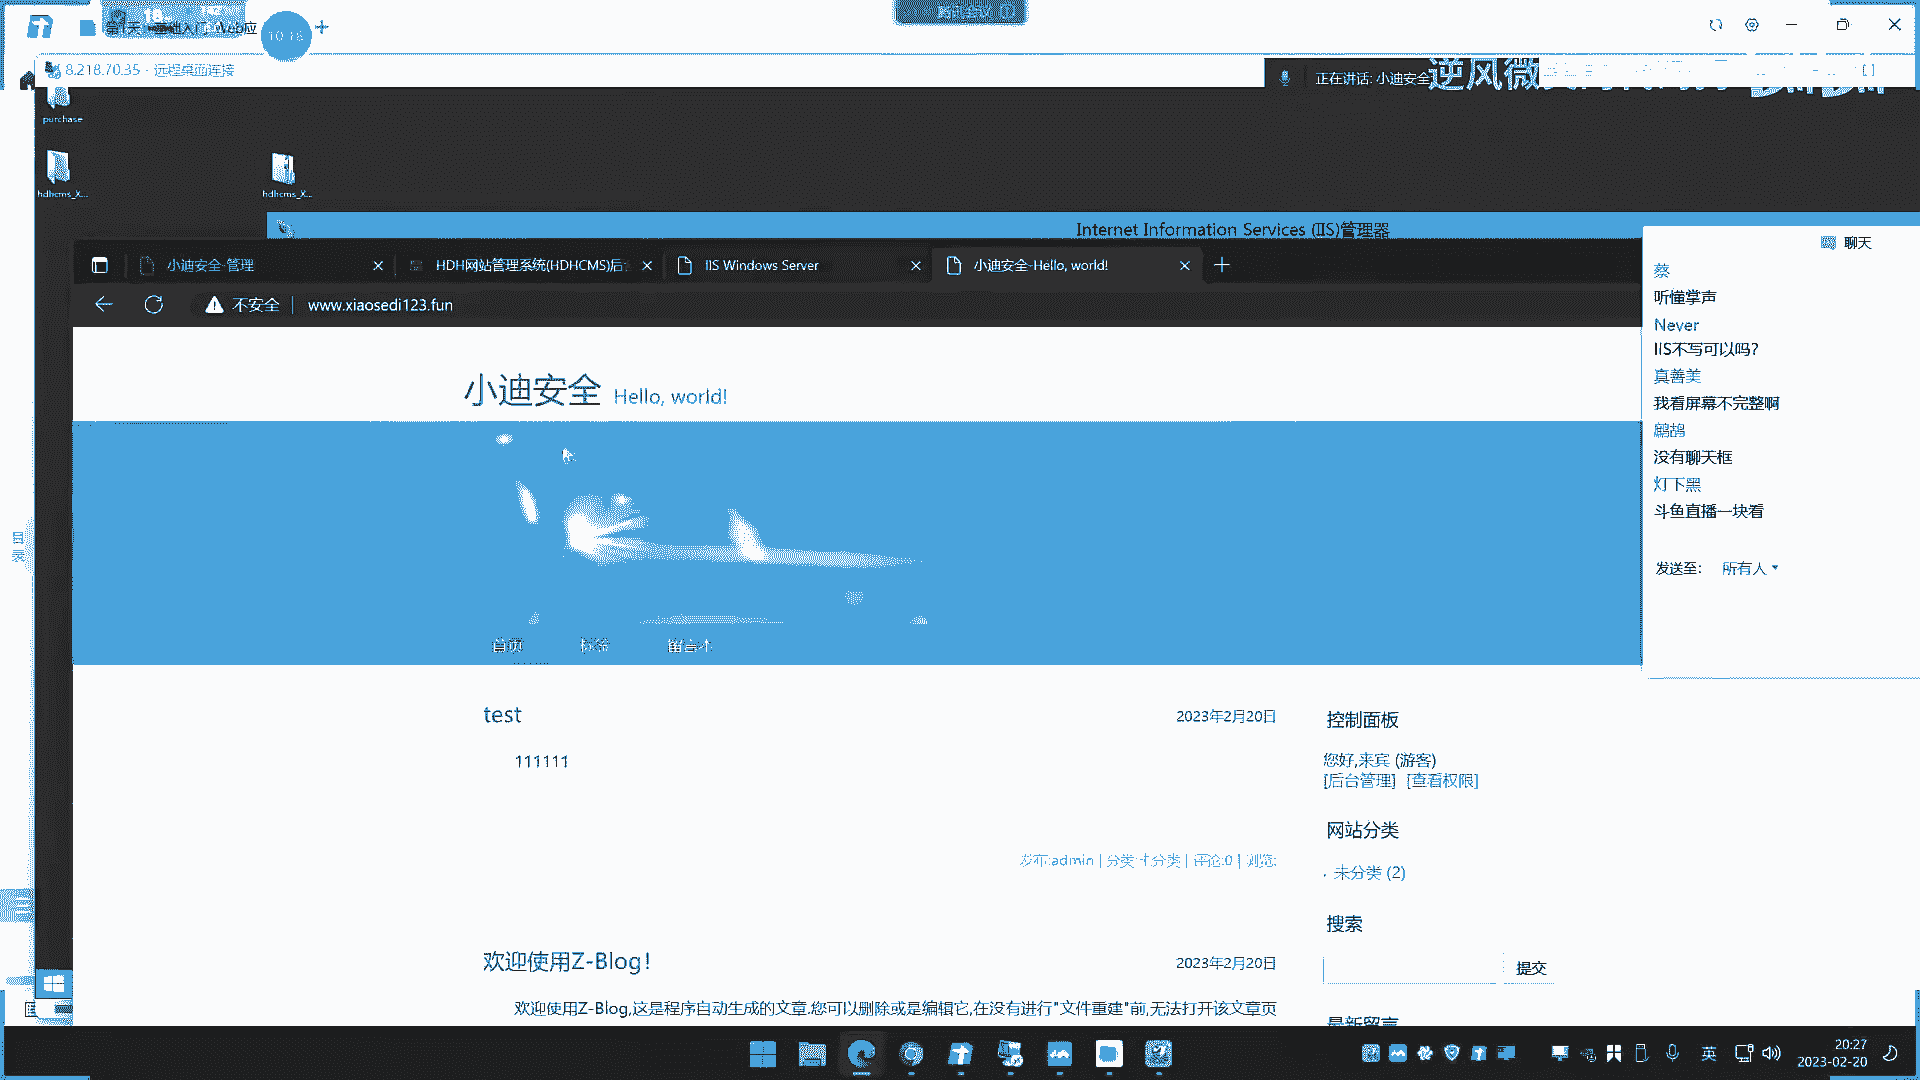 10:15
8.218.70.35 - 远程桌面连接
正在讲话: 小迪安全
逆风微
purchase
hdhcms_X...
hdhcms_X...
Internet Information Services (IIS)管理器
小迪安全-管理
HDH网站管理系统(HDHCMS)后
IIS Windows Server
小迪安全-Hello, world!
不安全
www.xiaosedi123.fun
聊天
蔡
听懂掌声
Never
IIS不写可以吗?
真善美
我看屏幕不完整啊
鹧鸪
没有聊天框
灯下黑
斗鱼直播一块看
发送至:
所有人
目录
小迪安全 Hello, world!
首页
标签
留言本
test
2023年2月20日
111111
发布:admin | 分类:未分类 | 评论:0 | 浏览:
欢迎使用Z-Blog!
2023年2月20日
欢迎使用Z-Blog,这是程序自动生成的文章.您可以删除或是编辑它,在没有进行"文件重建"前,无法打开该文章页
控制面板
您好,来宾 (游客)
[后台管理] [查看权限]
网站分类
未分类 (2)
搜索
提交
最新留言
英
20:27
2023-02-20